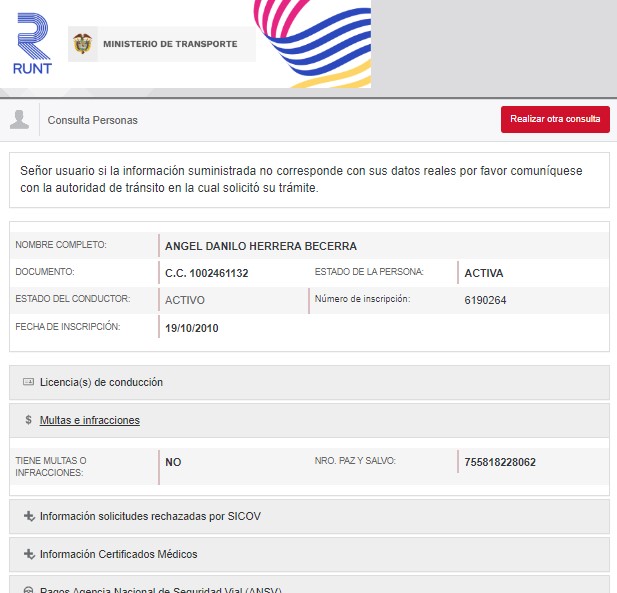 RUNT
MINISTERIO DE TRANSPORTE
Consulta Personas
Realizar otra consulta
Señor usuario si la información suministrada no corresponde con sus datos reales por favor comuníquese
con la autoridad de tránsito en la cual solicitó su trámite.
NOMBRE COMPLETO: ANGEL DANILO HERRERA BECERRA
DOCUMENTO: C.C. 1002461132 ESTADO DE LA PERSONA: ACTIVA
ESTADO DEL CONDUCTOR: ACTIVO Número de inscripción: 6190264
FECHA DE INSCRIPCIÓN: 19/10/2010
Licencia(s) de conducción
$ Multas e infracciones
TIENE MULTAS O NO NRO. PAZ Y SALVO: 755818228062
INFRACCIONES:
Información solicitudes rechazadas por SICOV
Información Certificados Médicos
Pagos Agencia Nacional de Seguridad Vial (ANSV)